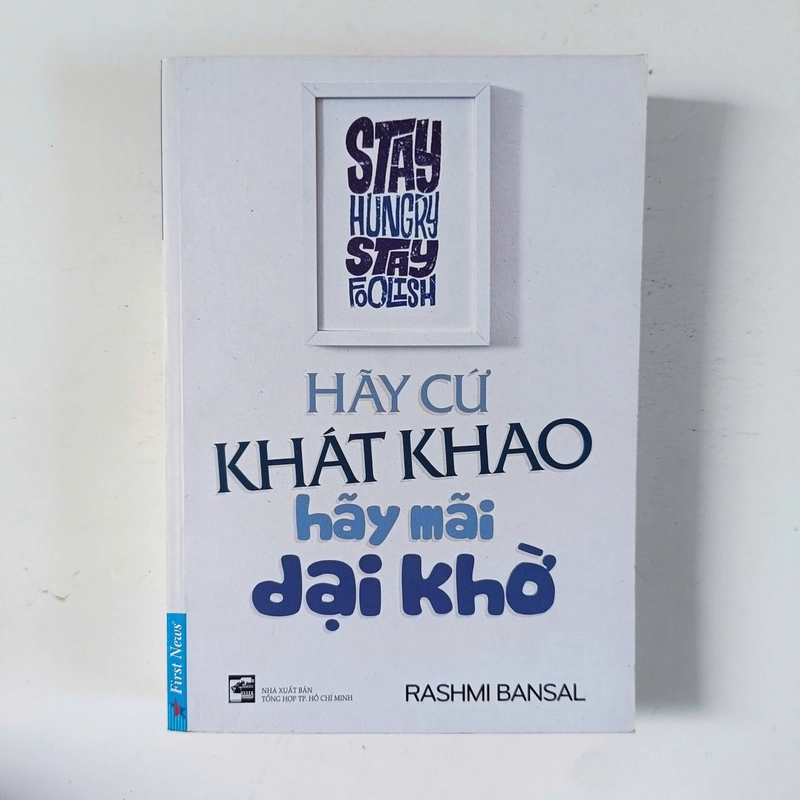 STAY
HUNGRY
STAY
FOOLISH
HÃY CỨ
KHÁT KHAO
hãy mãi
dại khờ
First News
NHÀ XUẤT BẢN
TỔNG HỢP TP. HỒ CHÍ MINH
RASHMI BANSAL